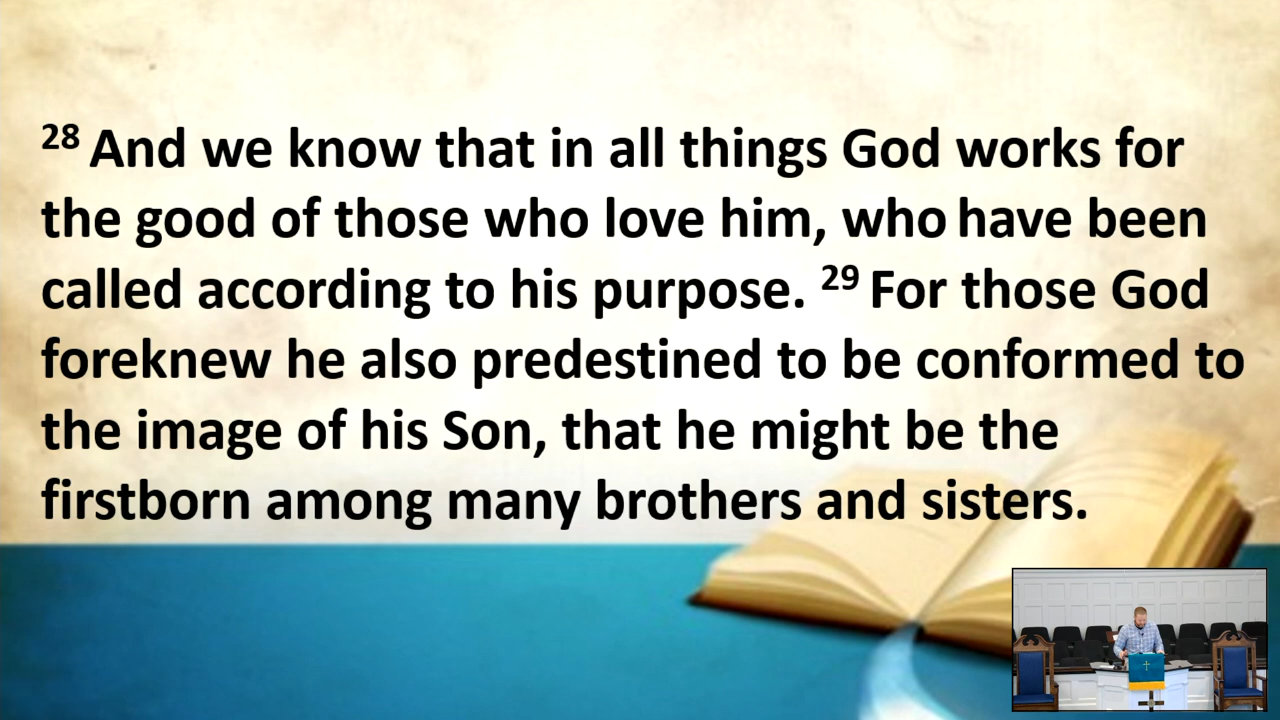 28 And we know that in all things God works for
the good of those who love him, who have been
called according to his purpose. 29 For those God
foreknew he also predestined to be conformed to
the image of his Son, that he might be the
firstborn among many brothers and sisters.